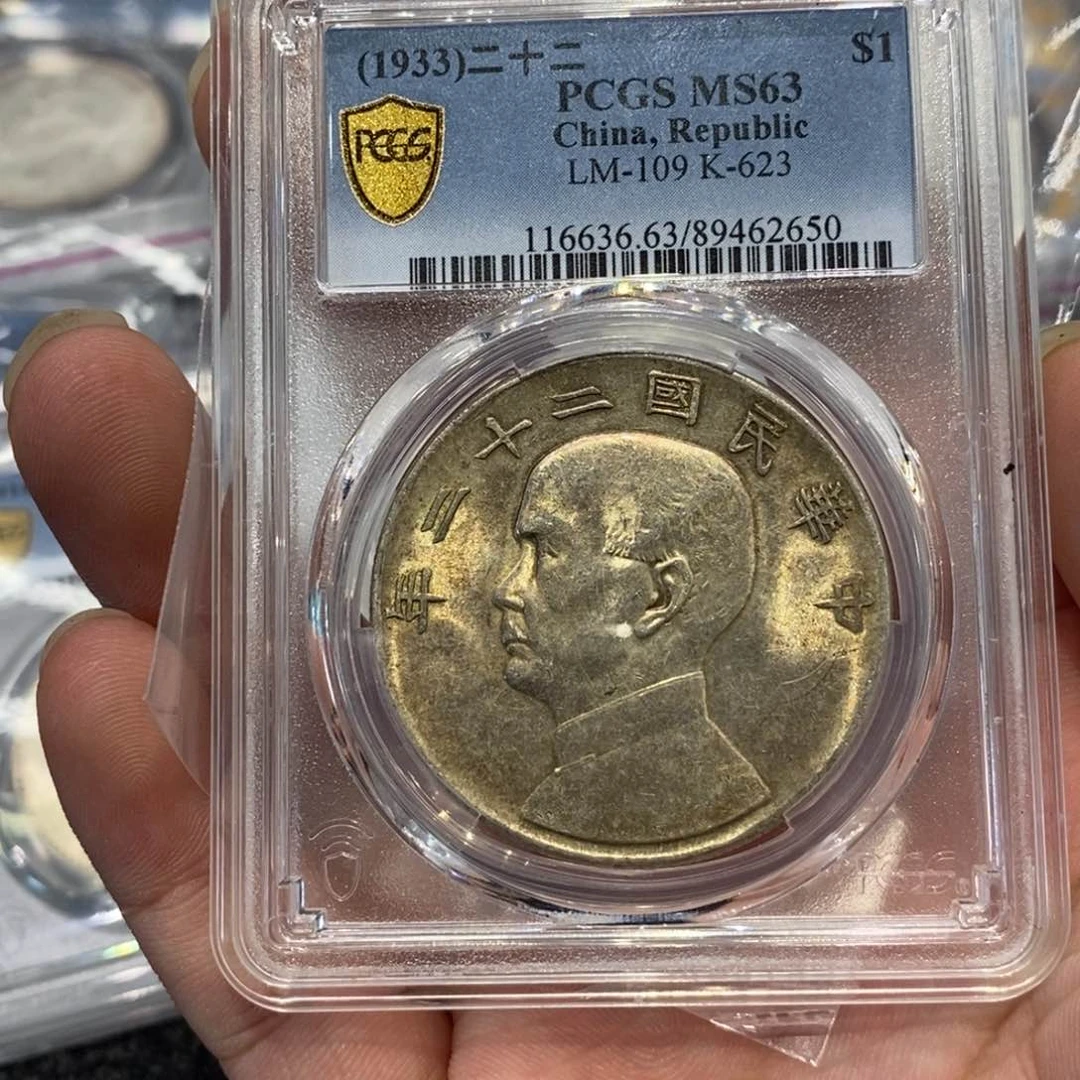 (1933)二十二 $1
PCGS MS63
China, Republic
LM-109 K-623
PCGS
116636.63/89462650
中華民國二十二年